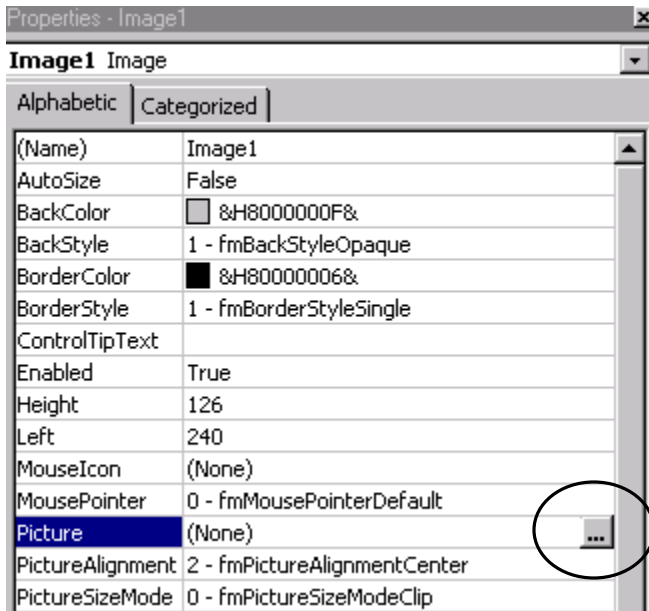 Properties - Image1
Image1 Image
Alphabetic Categorized
(Name) Image1
AutoSize False
BackColor &H8000000F&
BackStyle 1 - fmBackStyleOpaque
BorderColor &H80000006&
BorderStyle 1 - fmBorderStyleSingle
ControlTipText
Enabled True
Height 126
Left 240
MouseIcon (None)
MousePointer 0 - fmMousePointerDefault
Picture (None) ...
PictureAlignment 2 - fmPictureAlignmentCenter
PictureSizeMode 0 - fmPictureSizeModeClip